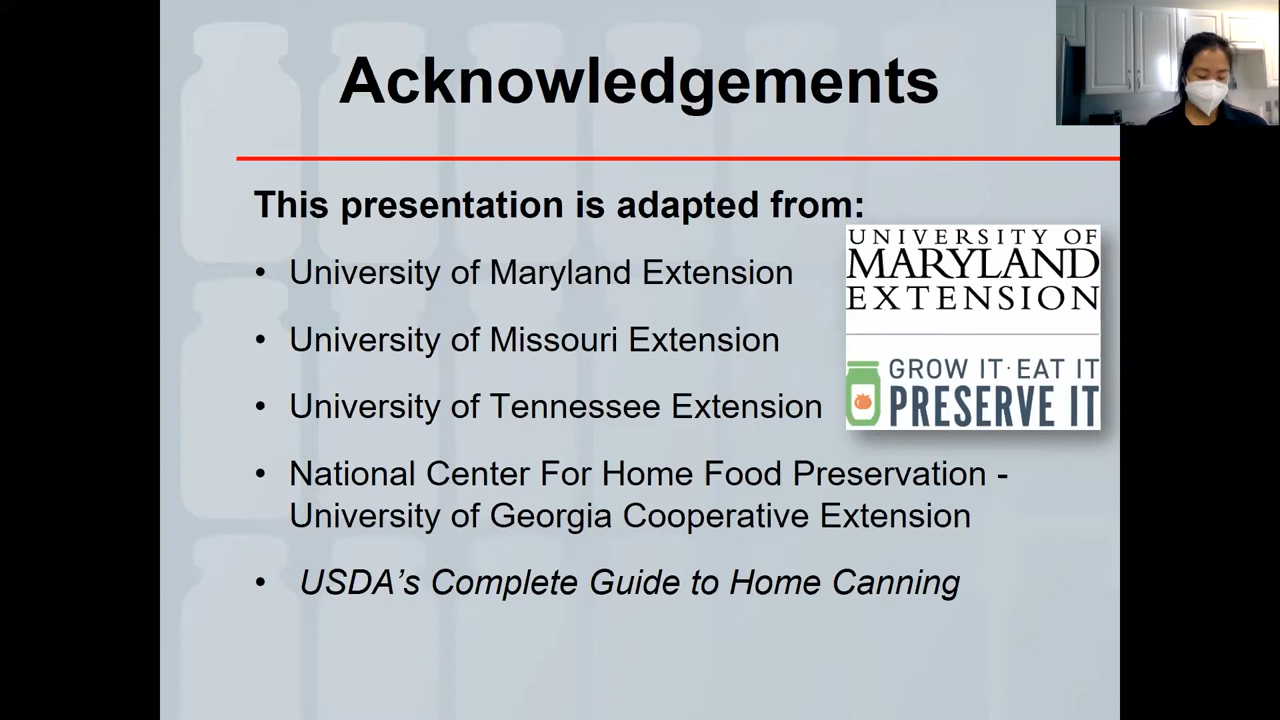 Acknowledgements
This presentation is adapted from:
• University of Maryland Extension
• University of Missouri Extension
• University of Tennessee Extension
• National Center For Home Food Preservation -
University of Georgia Cooperative Extension
• USDA’s Complete Guide to Home Canning
UNIVERSITY OF
MARYLAND
EXTENSION
GROW IT·EAT IT
PRESERVE IT